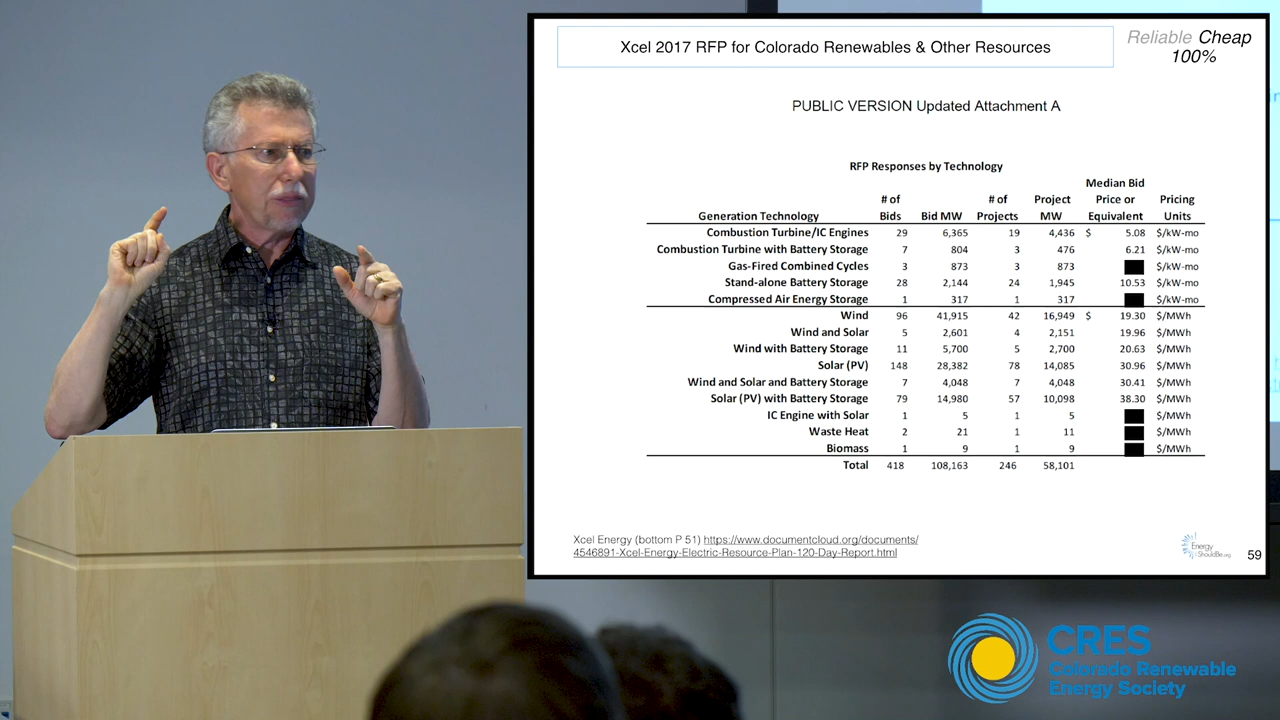 Xcel 2017 RFP for Colorado Renewables & Other Resources
Reliable Cheap
100%
PUBLIC VERSION Updated Attachment A
RFP Responses by Technology
Generation Technology # of Bids Bid MW # of Projects Project MW Median Bid Price or Equivalent Pricing Units
Combustion Turbine/IC Engines 29 6,365 19 4,436 $ 5.08 $/kW-mo
Combustion Turbine with Battery Storage 7 804 3 476 6.21 $/kW-mo
Gas-Fired Combined Cycles 3 873 3 873 $/kW-mo
Stand-alone Battery Storage 28 2,144 24 1,945 10.53 $/kW-mo
Compressed Air Energy Storage 1 317 1 317 $/kW-mo
Wind 96 41,915 42 16,949 $ 19.30 $/MWh
Wind and Solar 5 2,601 4 2,151 19.96 $/MWh
Wind with Battery Storage 11 5,700 5 2,700 20.63 $/MWh
Solar (PV) 148 28,382 78 14,085 30.96 $/MWh
Wind and Solar and Battery Storage 7 4,048 7 4,048 30.41 $/MWh
Solar (PV) with Battery Storage 79 14,980 57 10,098 38.30 $/MWh
IC Engine with Solar 1 5 1 5 $/MWh
Waste Heat 2 21 1 11 $/MWh
Biomass 1 9 1 9 $/MWh
Total 418 108,163 246 58,101
Xcel Energy (bottom P 51) https://www.documentcloud.org/documents/
4546891-Xcel-Energy-Electric-Resource-Plan-120-Day-Report.html
Energy
ShouldBe.org
59
CRES
Colorado Renewable
Energy Society